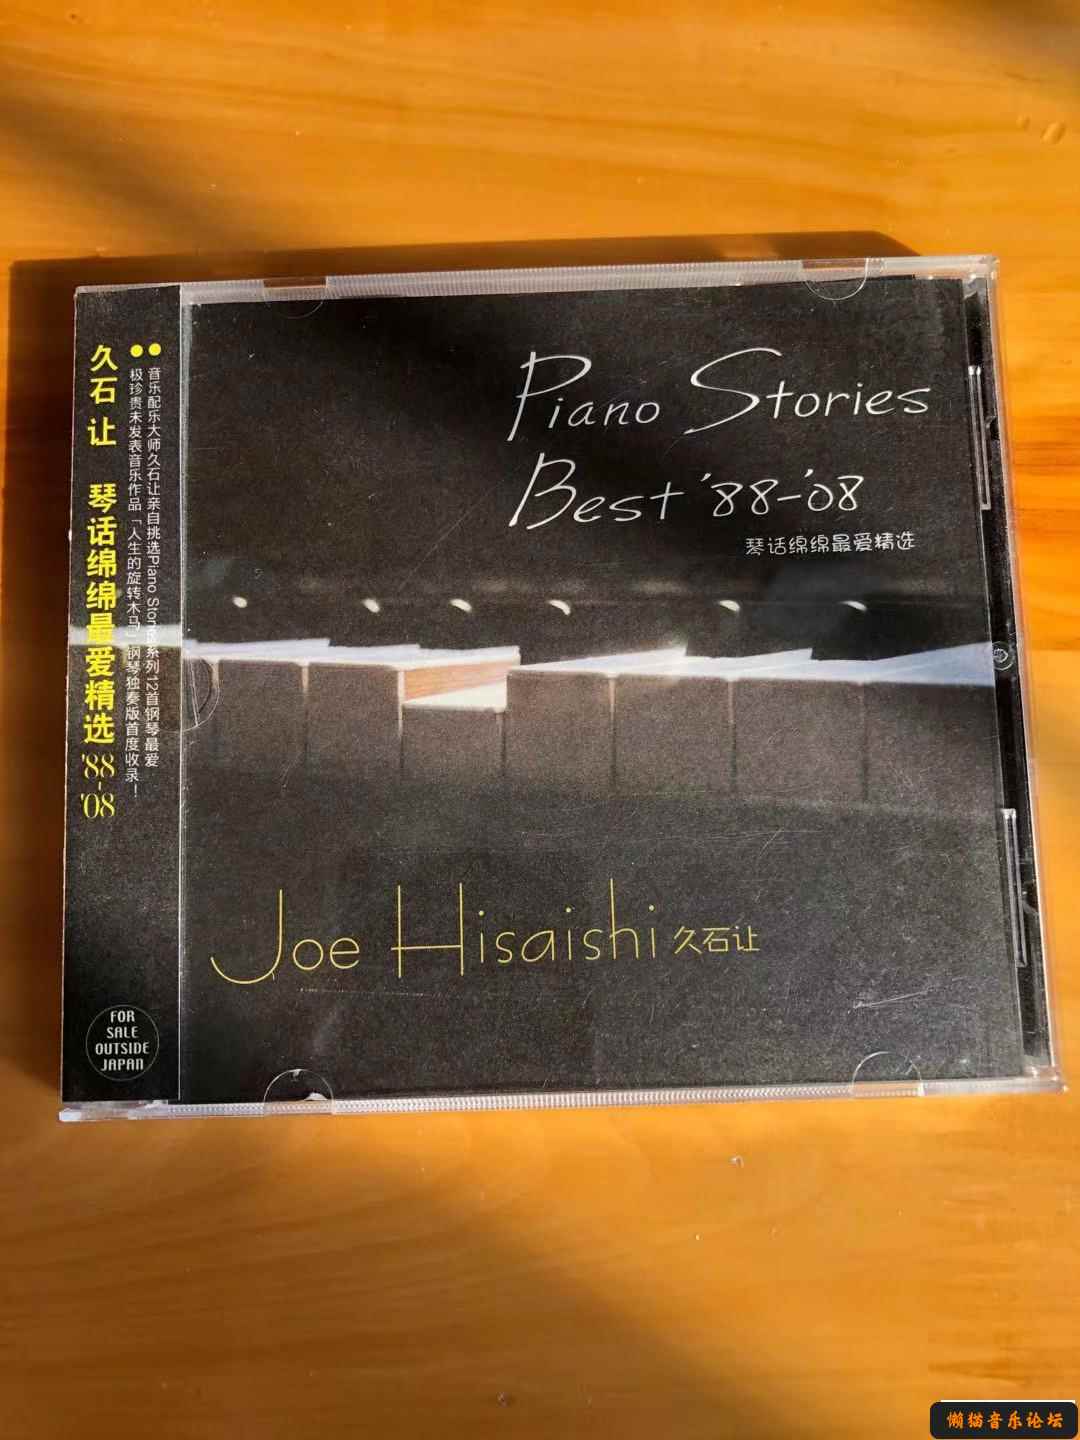 久石 让 琴话绵绵最爱精选 '88-'08
音乐配乐大师久石让亲自挑选Piano Stories系列12首钢琴最爱
极珍贵未发表音乐作品「人生的旋转木马」钢琴独奏版首度收录！
FOR
SALE
OUTSIDE
JAPAN
Piano Stories
Best '88-'08
琴话绵绵最爱精选
Joe Hisaishi 久石让
懒猫音乐论坛